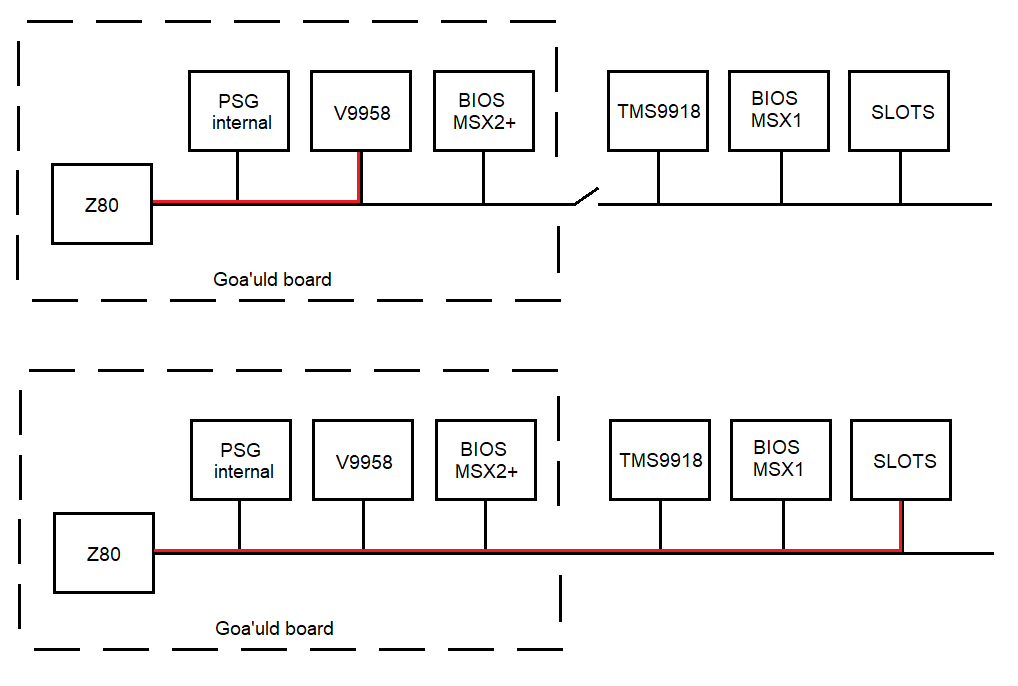 PSG
internal
V9958
BIOS
MSX2+
TMS9918
BIOS
MSX1
SLOTS
Z80
Goa'uld board
PSG
internal
V9958
BIOS
MSX2+
TMS9918
BIOS
MSX1
SLOTS
Z80
Goa'uld board